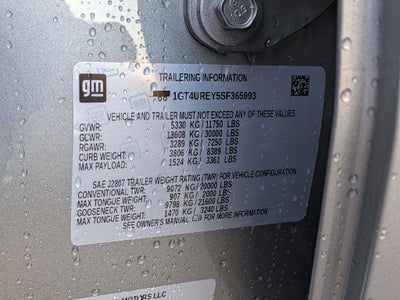 gm
TRAILERING INFORMATION
1GT4UREY5SF365993
VEHICLE AND TRAILER MUST NOT EXCEED ANY OF THESE WEIGHTS
GVWR: 5330 KG/11750 LBS
GCWR: 13608 KG/30000 LBS
RGAWR: 3289 KG/ 7250 LBS
CURB WEIGHT: 3806 KG/ 8389 LBS
MAX PAYLOAD: 1524 KG/ 3361 LBS
SAE J2807 TRAILER WEIGHT RATING (TWR) FOR VEHICLE CONFIGURATION.
CONVENTIONAL TWR: 9072 KG/20000 LBS
MAX TONGUE WEIGHT: 907 KG/ 2000 LBS
GOOSENECK TWR: 9798 KG/21600 LBS
MAX TONGUE WEIGHT: 1470 KG/ 3240 LBS
SEE OWNER'S MANUAL FOR MORE INFORMATION
MOTORS LLC